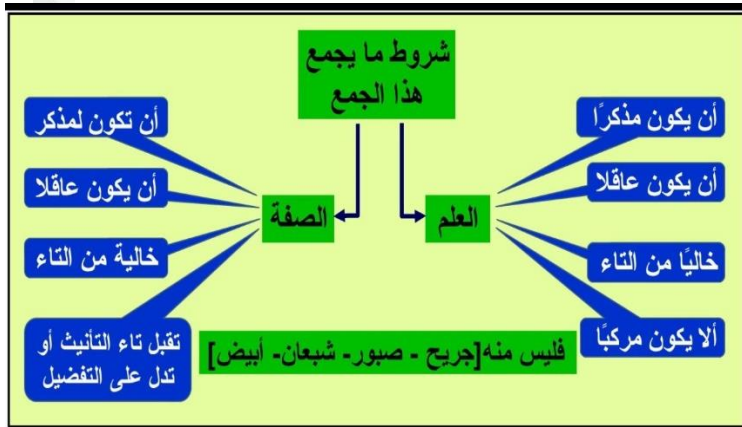 شروط ما يجمع
هذا الجمع
العلم
أن يكون مذكرًا
أن يكون عاقلا
خاليًا من التاء
ألا يكون مركبًا
الصفة
أن تكون لمذكر
أن يكون عاقلا
خالية من التاء
تقبل تاء التأنيث أو
تدل على التفضيل
فليس منه[جريح - صبور- شبعان- أبيض]